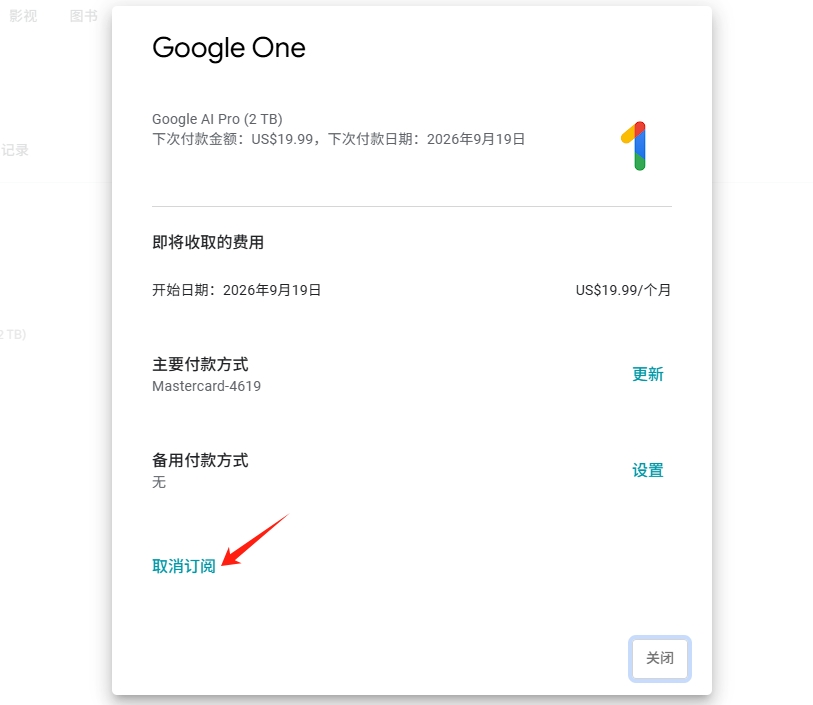 影视 图书
Google One
Google AI Pro (2 TB)
下次付款金额：US$19.99，下次付款日期：2026年9月19日
记录
即将收取的费用
开始日期：2026年9月19日 US$19.99/个月
2 TB)
主要付款方式
Mastercard-4619
更新
备用付款方式
无
设置
取消订阅
关闭